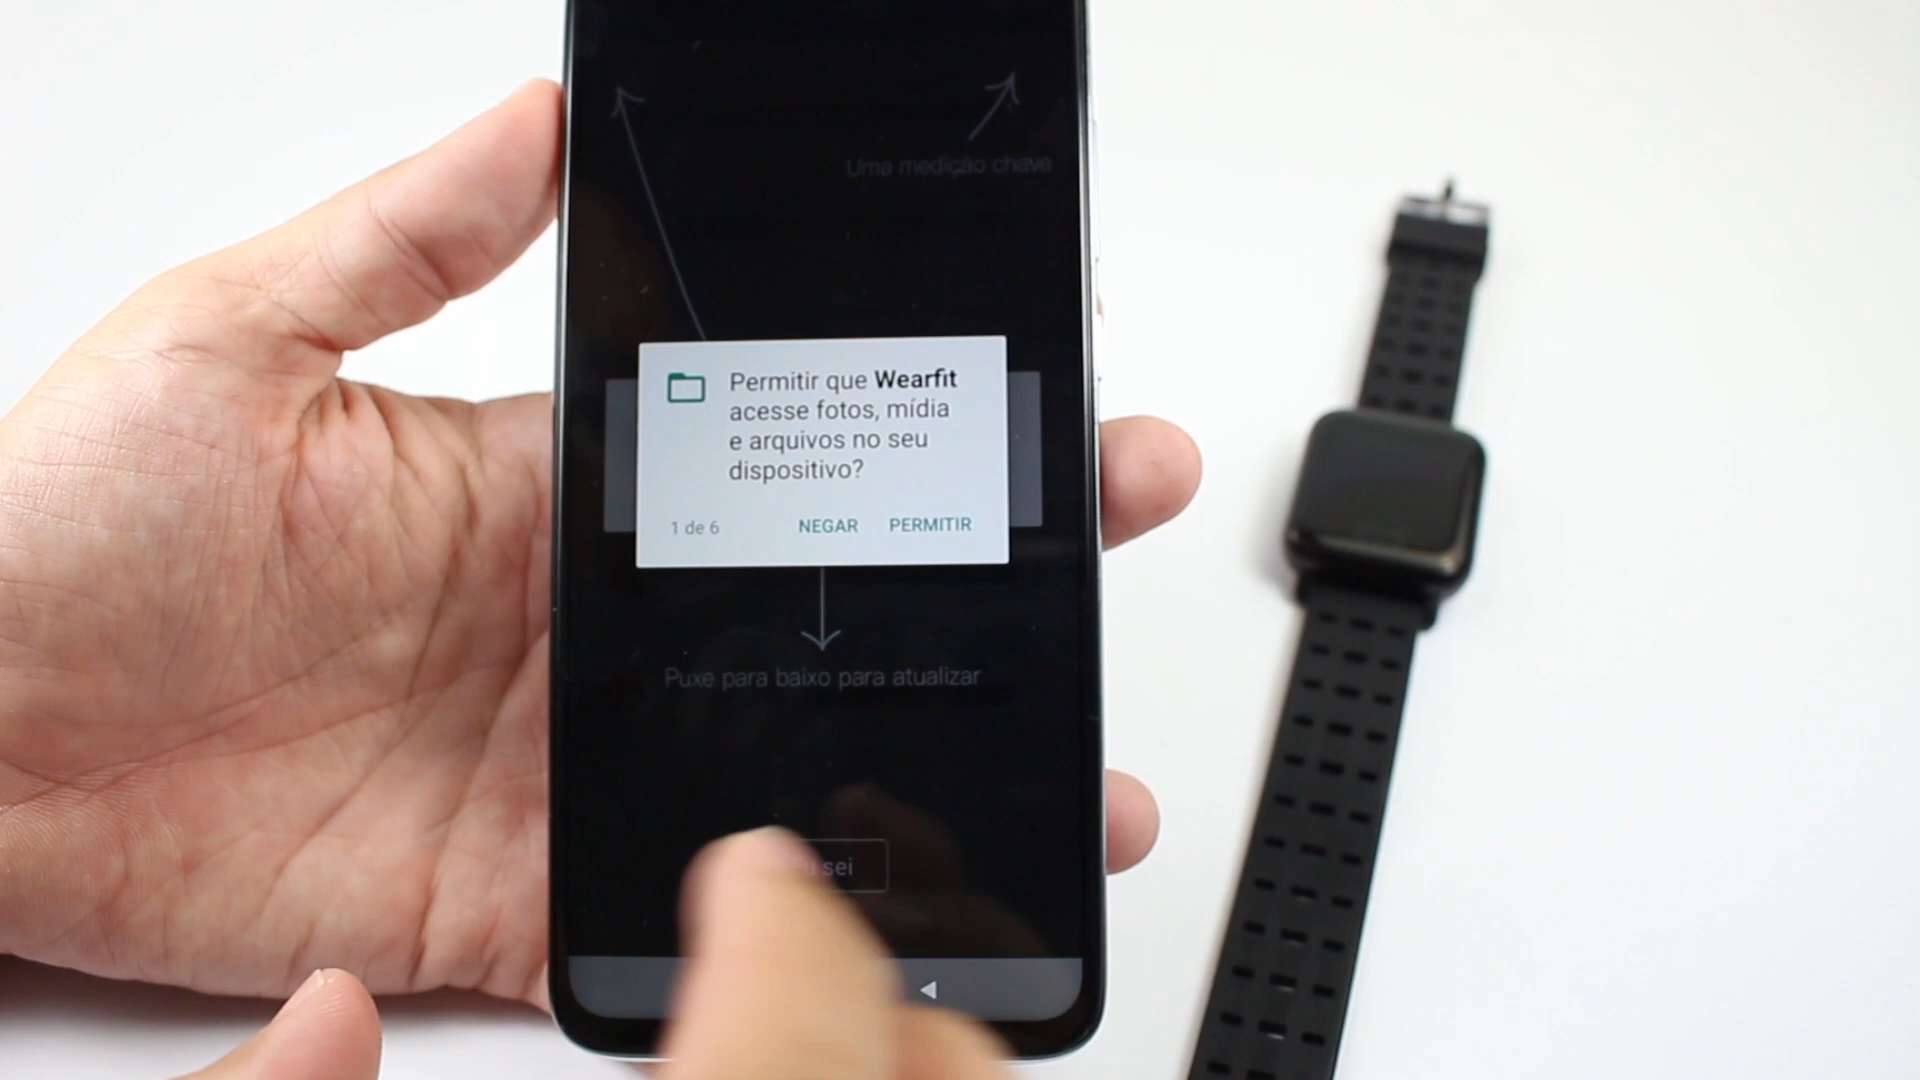 Uma medição chave
Permitir que Wearfit
acesse fotos, mídia
e arquivos no seu
dispositivo?
1 de 6
NEGAR
PERMITIR
Puxe para baixo para atualizar
sei